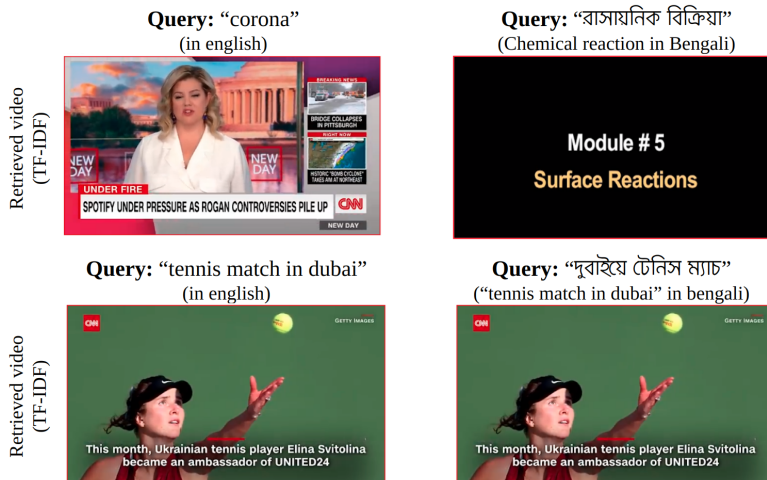 Query: “corona”
(in english)
Query: “রাসায়নিক বিক্রিয়া”
(Chemical reaction in Bengali)
Retrieved video
(TF-IDF)
BREAKING NEWS
BRIDGE COLLAPSES
IN PITTSBURGH
RIGHT NOW
HISTORIC "BOMB CYCLONE"
TAKES AIM AT NORTHEAST
NEW
DAY
NEW
DAY
UNDER FIRE
SPOTIFY UNDER PRESSURE AS ROGAN CONTROVERSIES PILE UP
CNN
NEW DAY
Module # 5
Surface Reactions
Query: “tennis match in dubai”
(in english)
Query: “দুবাইয়ে টেনিস ম্যাচ”
(“tennis match in dubai” in bengali)
Retrieved video
(TF-IDF)
CNN
GETTY IMAGES
This month, Ukrainian tennis player Elina Svitolina
became an ambassador of UNITED24
CNN
GETTY IMAGES
This month, Ukrainian tennis player Elina Svitolina
became an ambassador of UNITED24